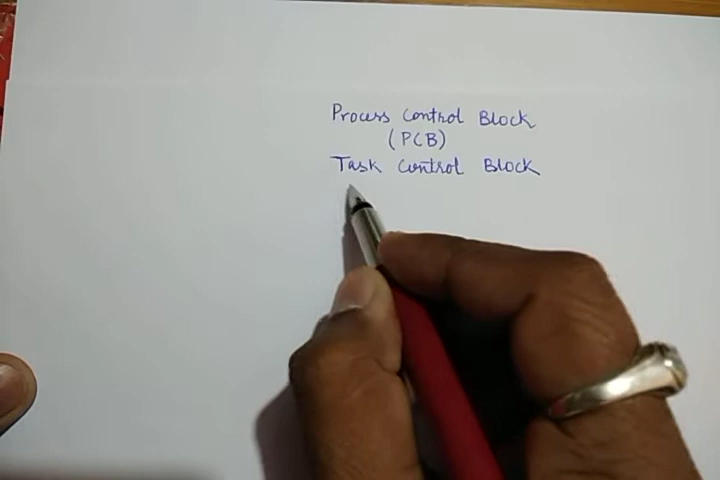 Process Control Block
(PCB)
Task Control Block